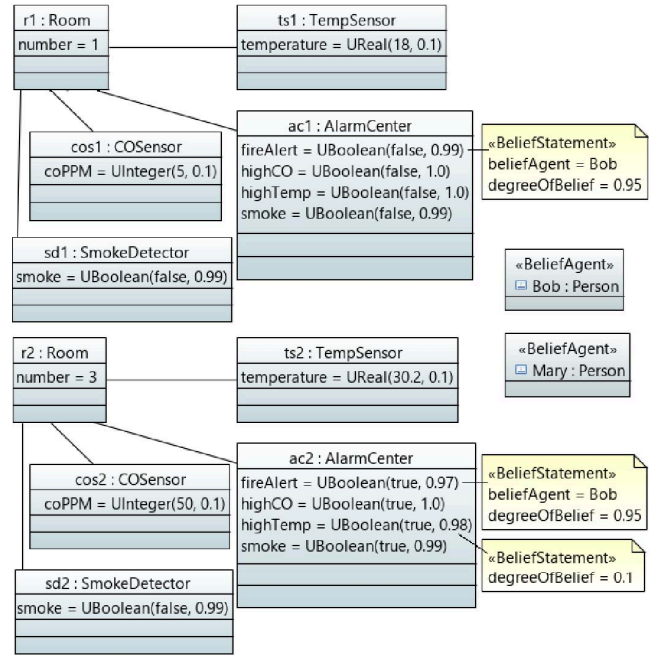 r1 : Room
number = 1
ts1 : TempSensor
temperature = UReal(18, 0.1)
cos1 : COSensor
coPPM = UInteger(5, 0.1)
ac1 : AlarmCenter
fireAlert = UBoolean(false, 0.99)
highCO = UBoolean(false, 1.0)
highTemp = UBoolean(false, 1.0)
smoke = UBoolean(false, 0.99)
«BeliefStatement»
beliefAgent = Bob
degreeOfBelief = 0.95
sd1 : SmokeDetector
smoke = UBoolean(false, 0.99)
«BeliefAgent»
Bob : Person
r2 : Room
number = 3
ts2 : TempSensor
temperature = UReal(30.2, 0.1)
«BeliefAgent»
Mary : Person
cos2 : COSensor
coPPM = UInteger(50, 0.1)
ac2 : AlarmCenter
fireAlert = UBoolean(true, 0.97)
highCO = UBoolean(true, 1.0)
highTemp = UBoolean(true, 0.98)
smoke = UBoolean(true, 0.99)
«BeliefStatement»
beliefAgent = Bob
degreeOfBelief = 0.95
«BeliefStatement»
degreeOfBelief = 0.1
sd2 : SmokeDetector
smoke = UBoolean(false, 0.99)